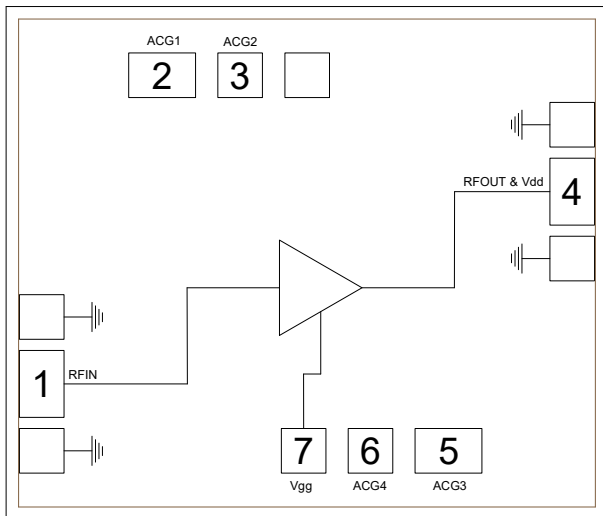 ACG1 ACG2
2 3
RFOUT & Vdd 4
1 RFIN
7 6 5
Vgg ACG4 ACG3